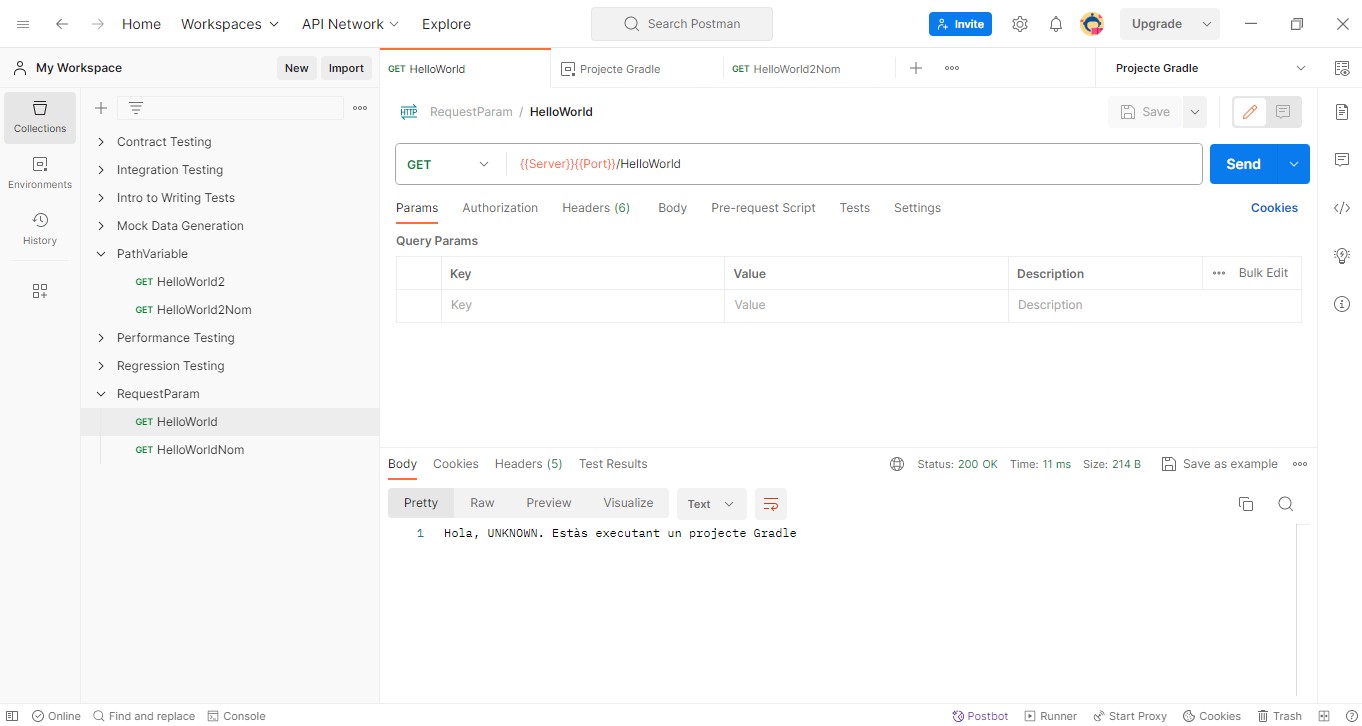 Home Workspaces API Network Explore Search Postman Invite Upgrade
My Workspace New Import GET HelloWorld Projecte Gradle GET HelloWorld2Nom Projecte Gradle
Collections
Environments
History
Contract Testing
Integration Testing
Intro to Writing Tests
Mock Data Generation
PathVariable
GET HelloWorld2
GET HelloWorld2Nom
Performance Testing
Regression Testing
RequestParam
GET HelloWorld
GET HelloWorldNom
HTTP RequestParam / HelloWorld Save
GET {{Server}}{{Port}}/HelloWorld Send
Params Authorization Headers (6) Body Pre-request Script Tests Settings Cookies
Query Params
Key Value Description Bulk Edit
Key Value Description
Body Cookies Headers (5) Test Results Status: 200 OK Time: 11 ms Size: 214 B Save as example
Pretty Raw Preview Visualize Text
1 Hola, UNKNOWN. Estàs executant un projecte Gradle
Online Find and replace Console Postbot Runner Start Proxy Cookies Trash